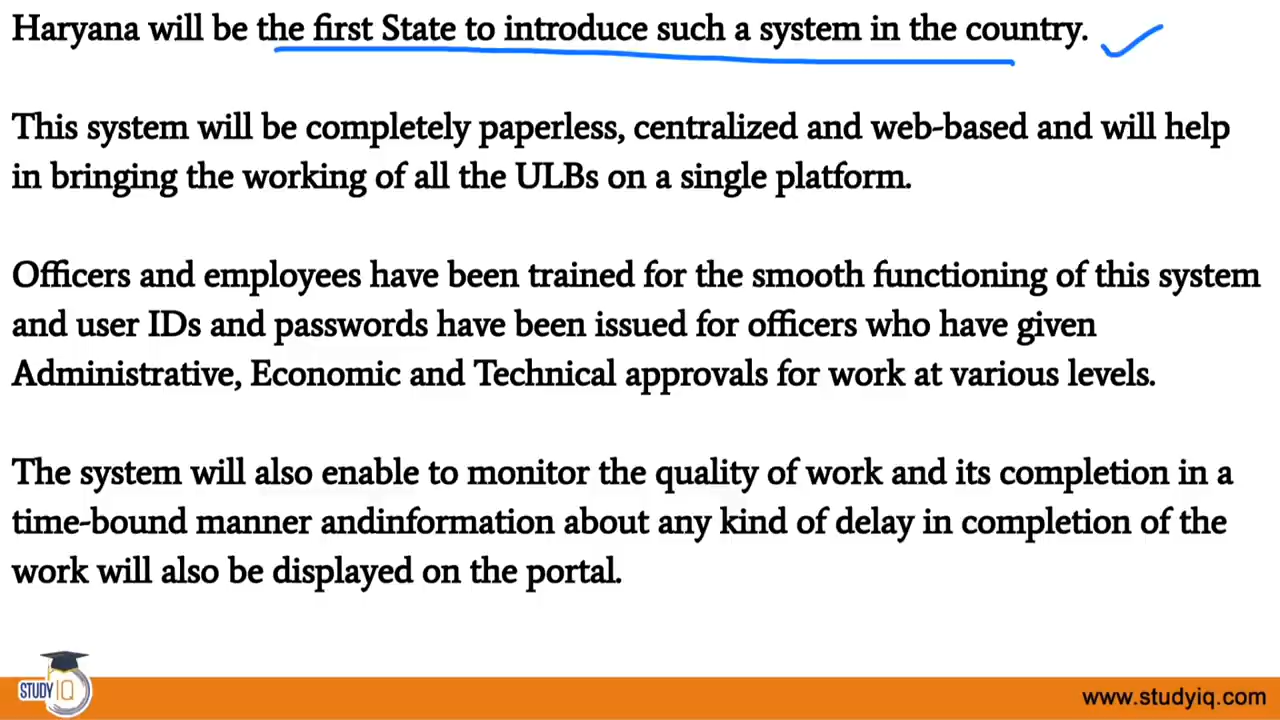 Haryana will be the first State to introduce such a system in the country.
This system will be completely paperless, centralized and web-based and will help
in bringing the working of all the ULBs on a single platform.
Officers and employees have been trained for the smooth functioning of this system
and user IDs and passwords have been issued for officers who have given
Administrative, Economic and Technical approvals for work at various levels.
The system will also enable to monitor the quality of work and its completion in a
time-bound manner andinformation about any kind of delay in completion of the
work will also be displayed on the portal.
STUDY IQ
www.studyiq.com